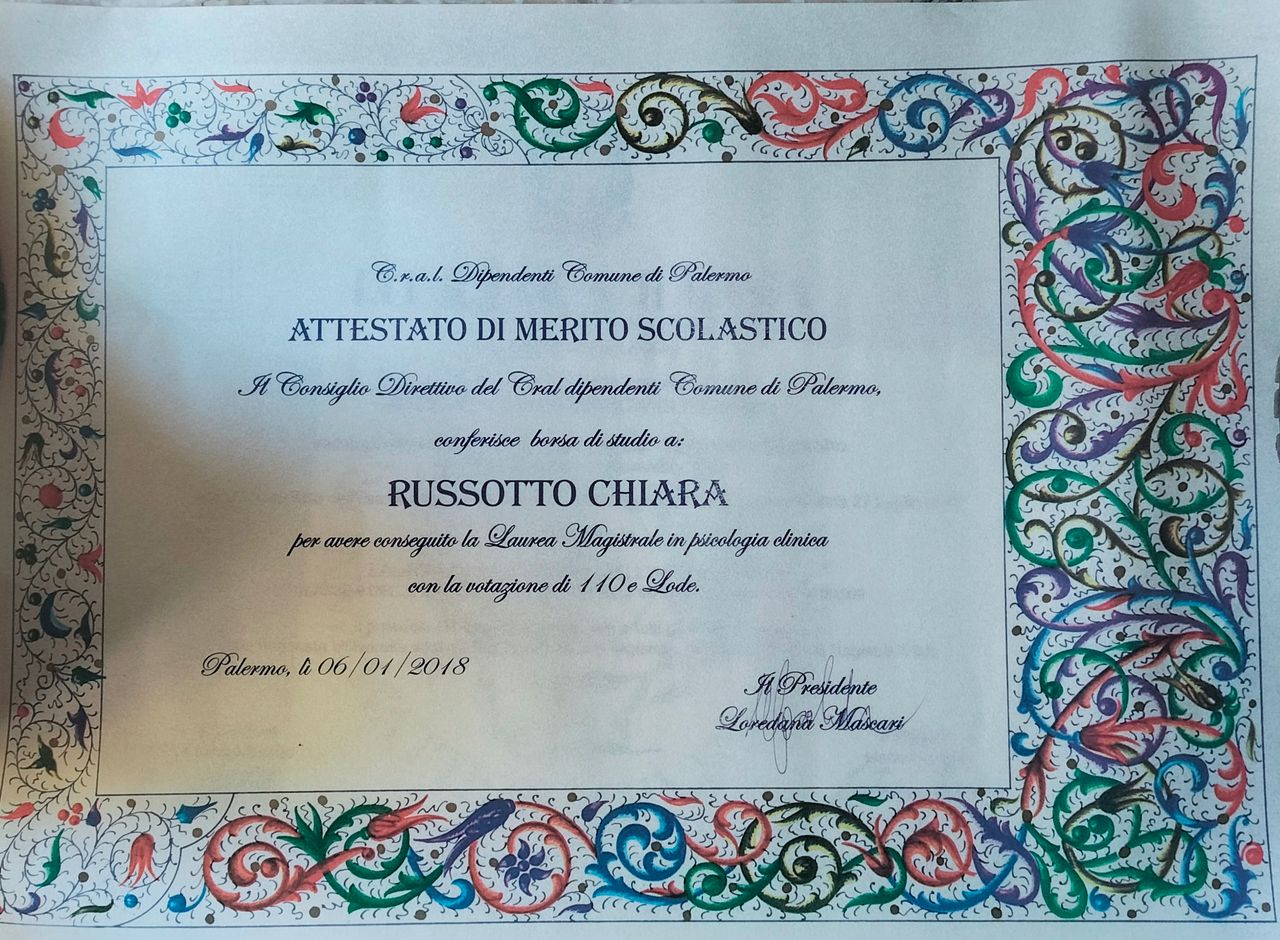 C.r.a.l. Dipendenti Comune di Palermo
ATTESTATO DI MERITO SCOLASTICO
Il Consiglio Direttivo del Cral dipendenti Comune di Palermo,
conferisce borsa di studio a:
RUSSOTTO CHIARA
per avere conseguito la Laurea Magistrale in psicologia clinica
con la votazione di 110 e Lode.
Palermo, lì 06/01/2018
Il Presidente
Loredana Mascari